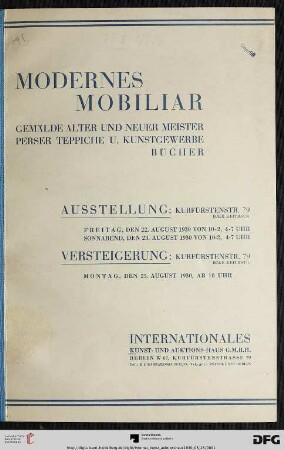 MODERNES
MOBILIAR
GEMÄLDE ALTER UND NEUER MEISTER
PERSER TEPPICHE U. KUNSTGEWERBE
BÜCHER
AUSSTELLUNG: KURFÜRSTENSTR. 79
FREITAG, DEN 22. AUGUST 1930 VON 10-2, 4-7 UHR
SONNABEND, DEN 23. AUGUST 1930 VON 10-2, 4-7 UHR
VERSTEIGERUNG: KURFÜRSTENSTR. 79
MONTAG, DEN 25. AUGUST 1930, AB 10 UHR
INTERNATIONALES
KUNST- UND AUKTIONS-HAUS G.M.B.H.
BERLIN W 62, KURFÜRSTENSTRASSE 79
DFG